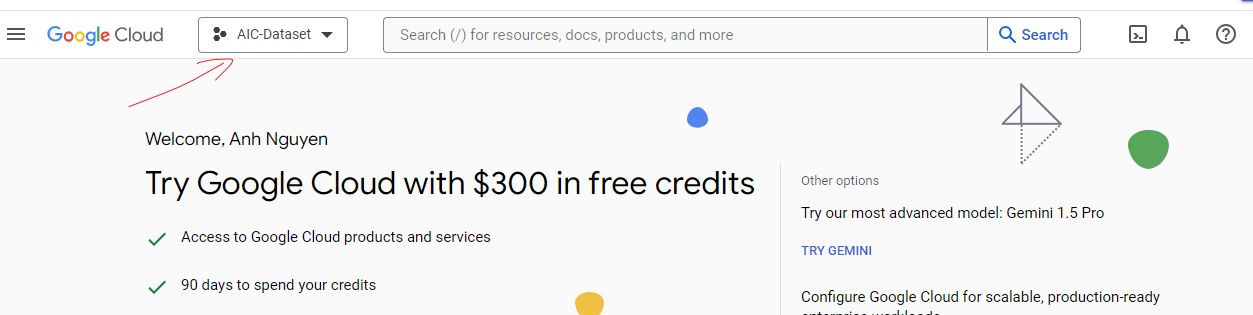 Google Cloud
AIC-Dataset
Search (/) for resources, docs, products, and more
Search
Welcome, Anh Nguyen
Try Google Cloud with $300 in free credits
Access to Google Cloud products and services
90 days to spend your credits
Other options
Try our most advanced model: Gemini 1.5 Pro
TRY GEMINI
Configure Google Cloud for scalable, production-ready
enterprise workloads